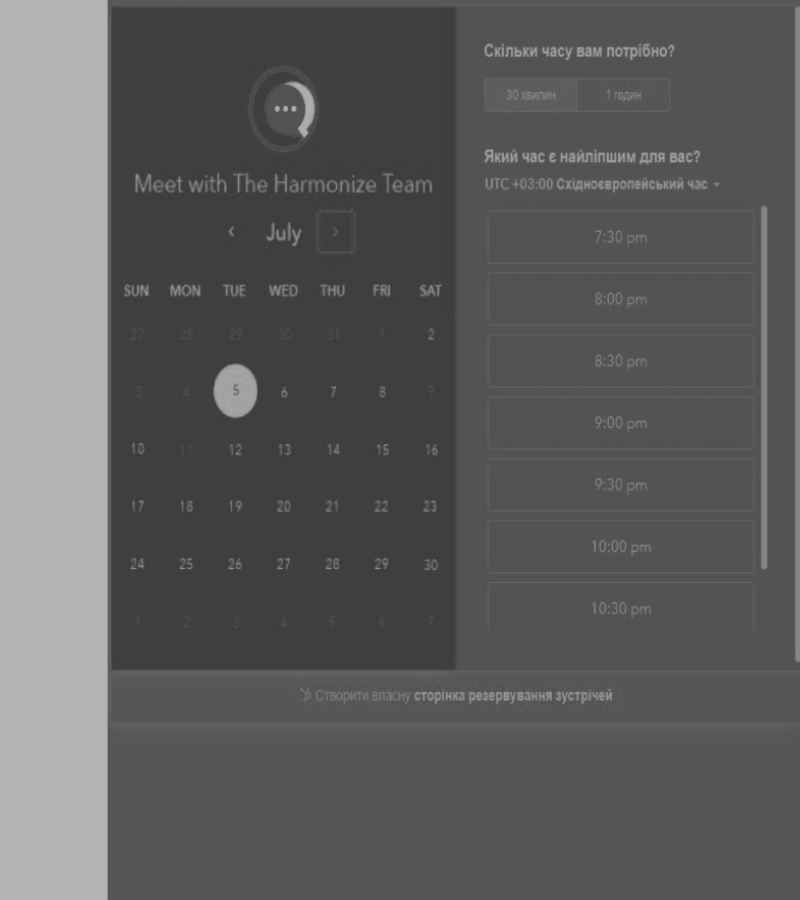 Meet with The Harmonize Team
‹ July ›
SUN MON TUE WED THU FRI SAT
27 28 29 30 31 1 2
3 4 5 6 7 8 9
10 11 12 13 14 15 16
17 18 19 20 21 22 23
24 25 26 27 28 29 30
1 2 3 4 5 6 7
Скільки часу вам потрібно?
30 хвилин 1 годин
Який час є найліпшим для вас?
UTC +03:00 Східноєвропейський час
7:30 pm
8:00 pm
8:30 pm
9:00 pm
9:30 pm
10:00 pm
10:30 pm
Створити власну сторінка резервування зустрічей